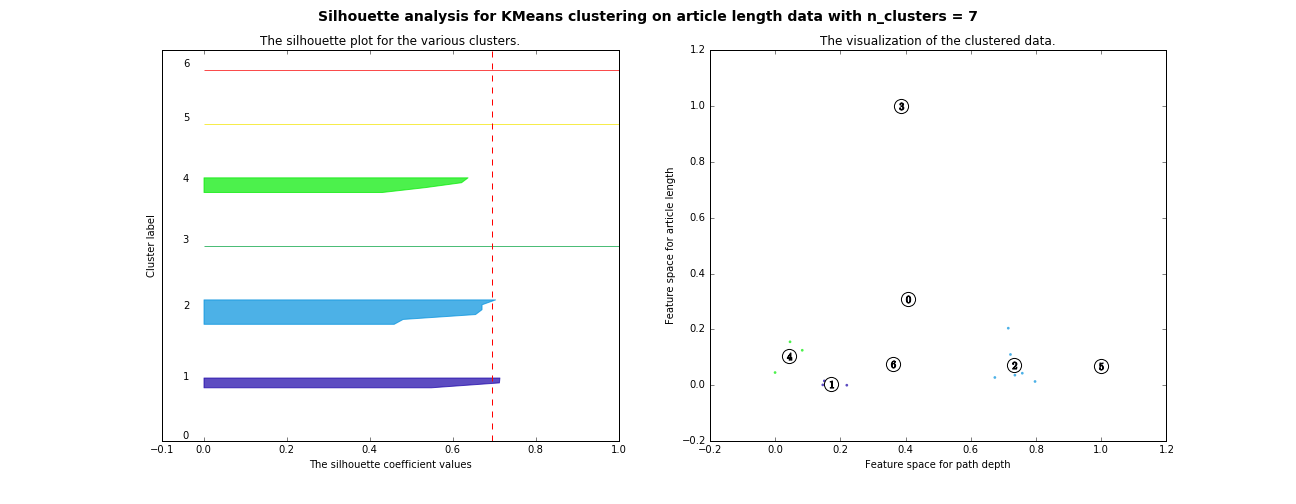 Silhouette analysis for KMeans clustering on article length data with n_clusters = 7
The silhouette plot for the various clusters.
6
5
4
3
2
1
0
Cluster label
−0.1 0.0 0.2 0.4 0.6 0.8 1.0
The silhouette coefficient values
The visualization of the clustered data.
1.2
1.0
0.8
0.6
0.4
0.2
0.0
−0.2
Feature space for article length
3
0
4
6
2
5
1
−0.2 0.0 0.2 0.4 0.6 0.8 1.0 1.2
Feature space for path depth